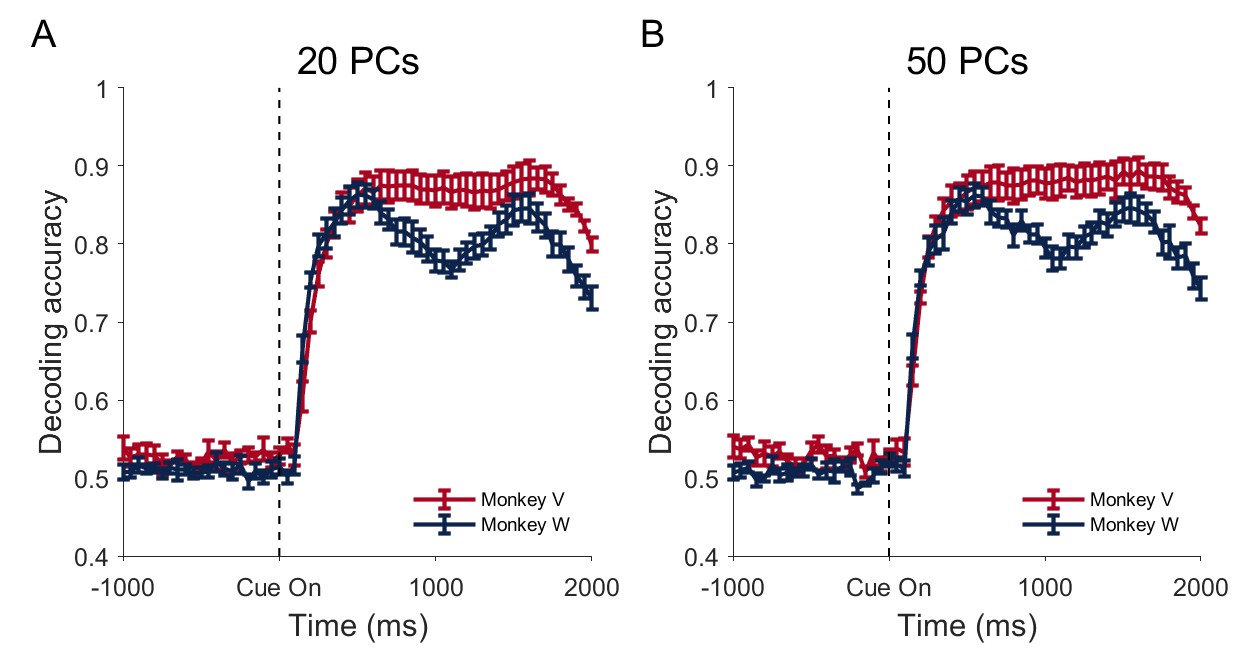 A
20 PCs
Decoding accuracy
1
0.9
0.8
0.7
0.6
0.5
0.4
Monkey V
Monkey W
-1000
Cue On
1000
2000
Time (ms)
B
50 PCs
Decoding accuracy
1
0.9
0.8
0.7
0.6
0.5
0.4
Monkey V
Monkey W
-1000
Cue On
1000
2000
Time (ms)